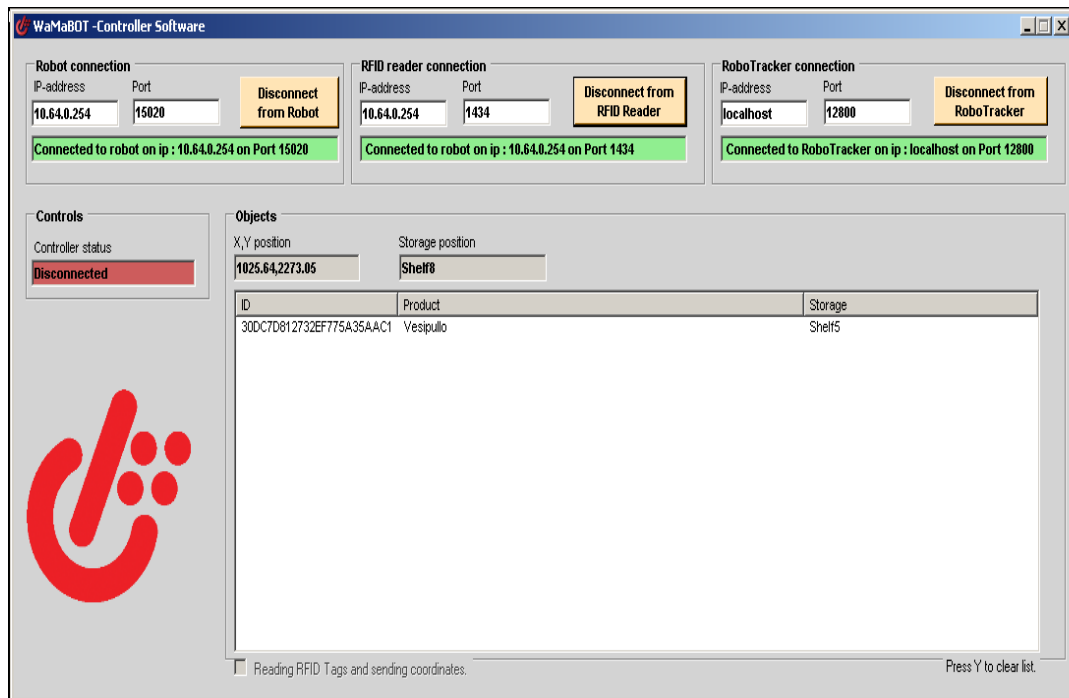 WaMaBOT -Controller Software
Robot connection
IP-address Port
10.64.0.254 15020
Disconnect
from Robot
Connected to robot on ip : 10.64.0.254 on Port 15020
RFID reader connection
IP-address Port
10.64.0.254 1434
Disconnect from
RFID Reader
Connected to robot on ip : 10.64.0.254 on Port 1434
RoboTracker connection
IP-address Port
localhost 12800
Disconnect from
RoboTracker
Connected to RoboTracker on ip : localhost on Port 12800
Controls
Controller status
Disconnected
Objects
X,Y position Storage position
1025.64,2273.05 Shelf8
ID Product Storage
30DC7D812732EF775A35AAC1 Vesipullo Shelf5
Reading RFID Tags and sending coordinates.
Press Y to clear list.